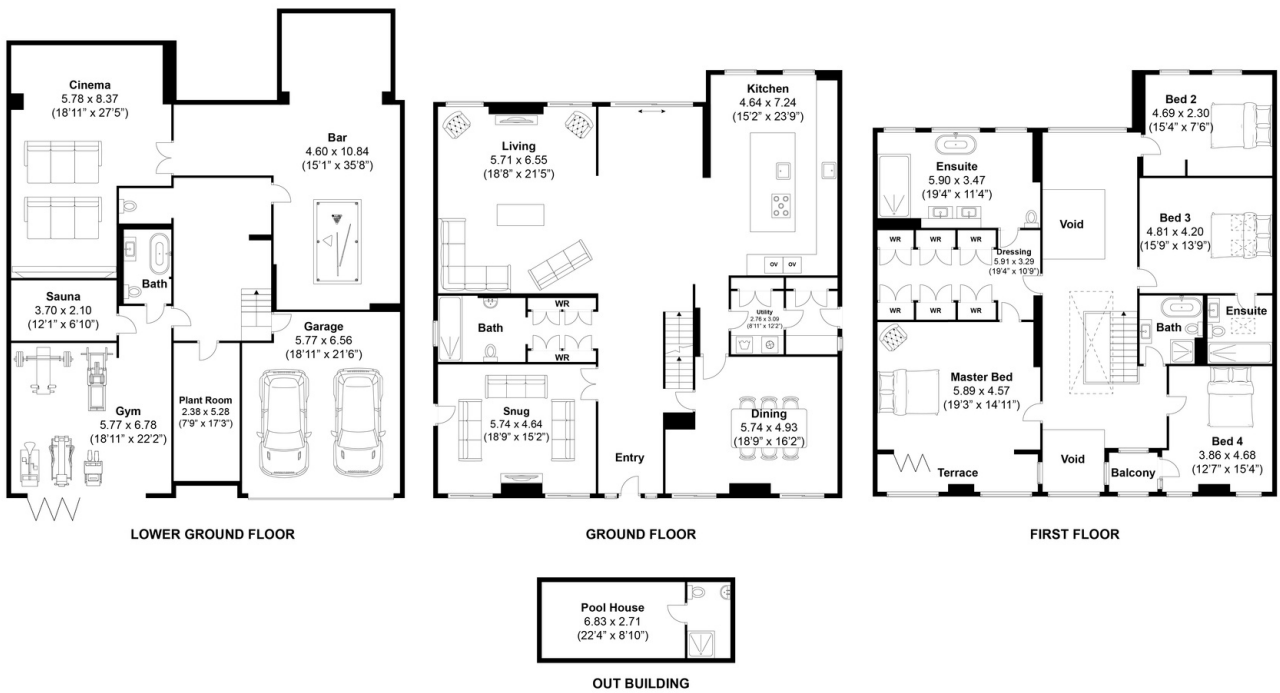 Cinema
5.78 x 8.37
(18'11" x 27'5")
Bar
4.60 x 10.84
(15'1" x 35'8")
Bath
Sauna
3.70 x 2.10
(12'1" x 6'10")
Garage
5.77 x 6.56
(18'11" x 21'6")
Gym
5.77 x 6.78
(18'11" x 22'2")
Plant Room
2.38 x 5.28
(7'9" x 17'3")
LOWER GROUND FLOOR
Living
5.71 x 6.55
(18'8" x 21'5")
Kitchen
4.64 x 7.24
(15'2" x 23'9")
OV
OV
WR
Bath
WR
Utility
2.76 x 3.09
(8'11" x 12'2")
Snug
5.74 x 4.64
(18'9" x 15'2")
Dining
5.74 x 4.93
(18'9" x 16'2")
Entry
GROUND FLOOR
Bed 2
4.69 x 2.30
(15'4" x 7'6")
Ensuite
5.90 x 3.47
(19'4" x 11'4")
Void
Bed 3
4.81 x 4.20
(15'9" x 13'9")
WR
WR
WR
Dressing
5.91 x 3.29
(19'4" x 10'9")
WR
WR
WR
Bath
Ensuite
Master Bed
5.89 x 4.57
(19'3" x 14'11")
Bed 4
3.86 x 4.68
(12'7" x 15'4")
Terrace
Void
Balcony
FIRST FLOOR
Pool House
6.83 x 2.71
(22'4" x 8'10")
OUT BUILDING